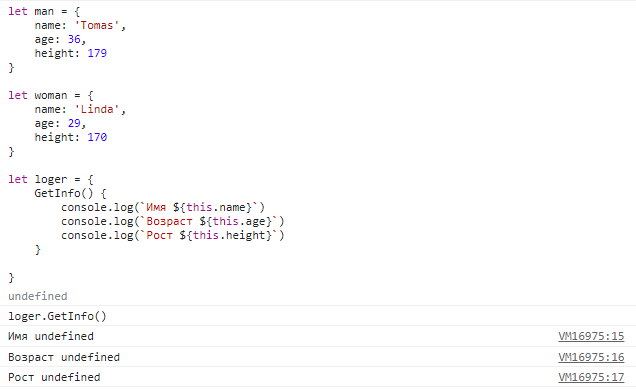 let man = {
    name: 'Tomas',
    age: 36,
    height: 179
}
let woman = {
    name: 'Linda',
    age: 29,
    height: 170
}
let loger = {
    GetInfo() {
        console.log(`Имя ${this.name}`)
        console.log(`Возраст ${this.age}`)
        console.log(`Рост ${this.height}`)
    }
}
undefined
loger.GetInfo()
Имя undefined VM16975:15
Возраст undefined VM16975:16
Рост undefined VM16975:17